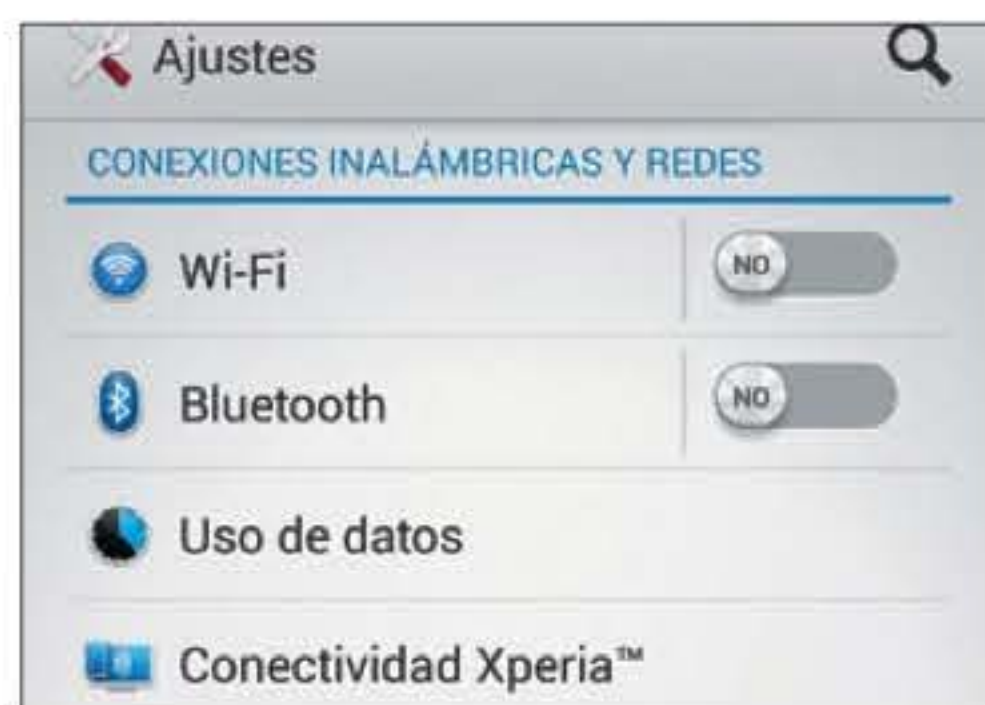 Ajustes
CONEXIONES INALÁMBRICAS Y REDES
Wi-Fi
NO
Bluetooth
NO
Uso de datos
Conectividad Xperia™